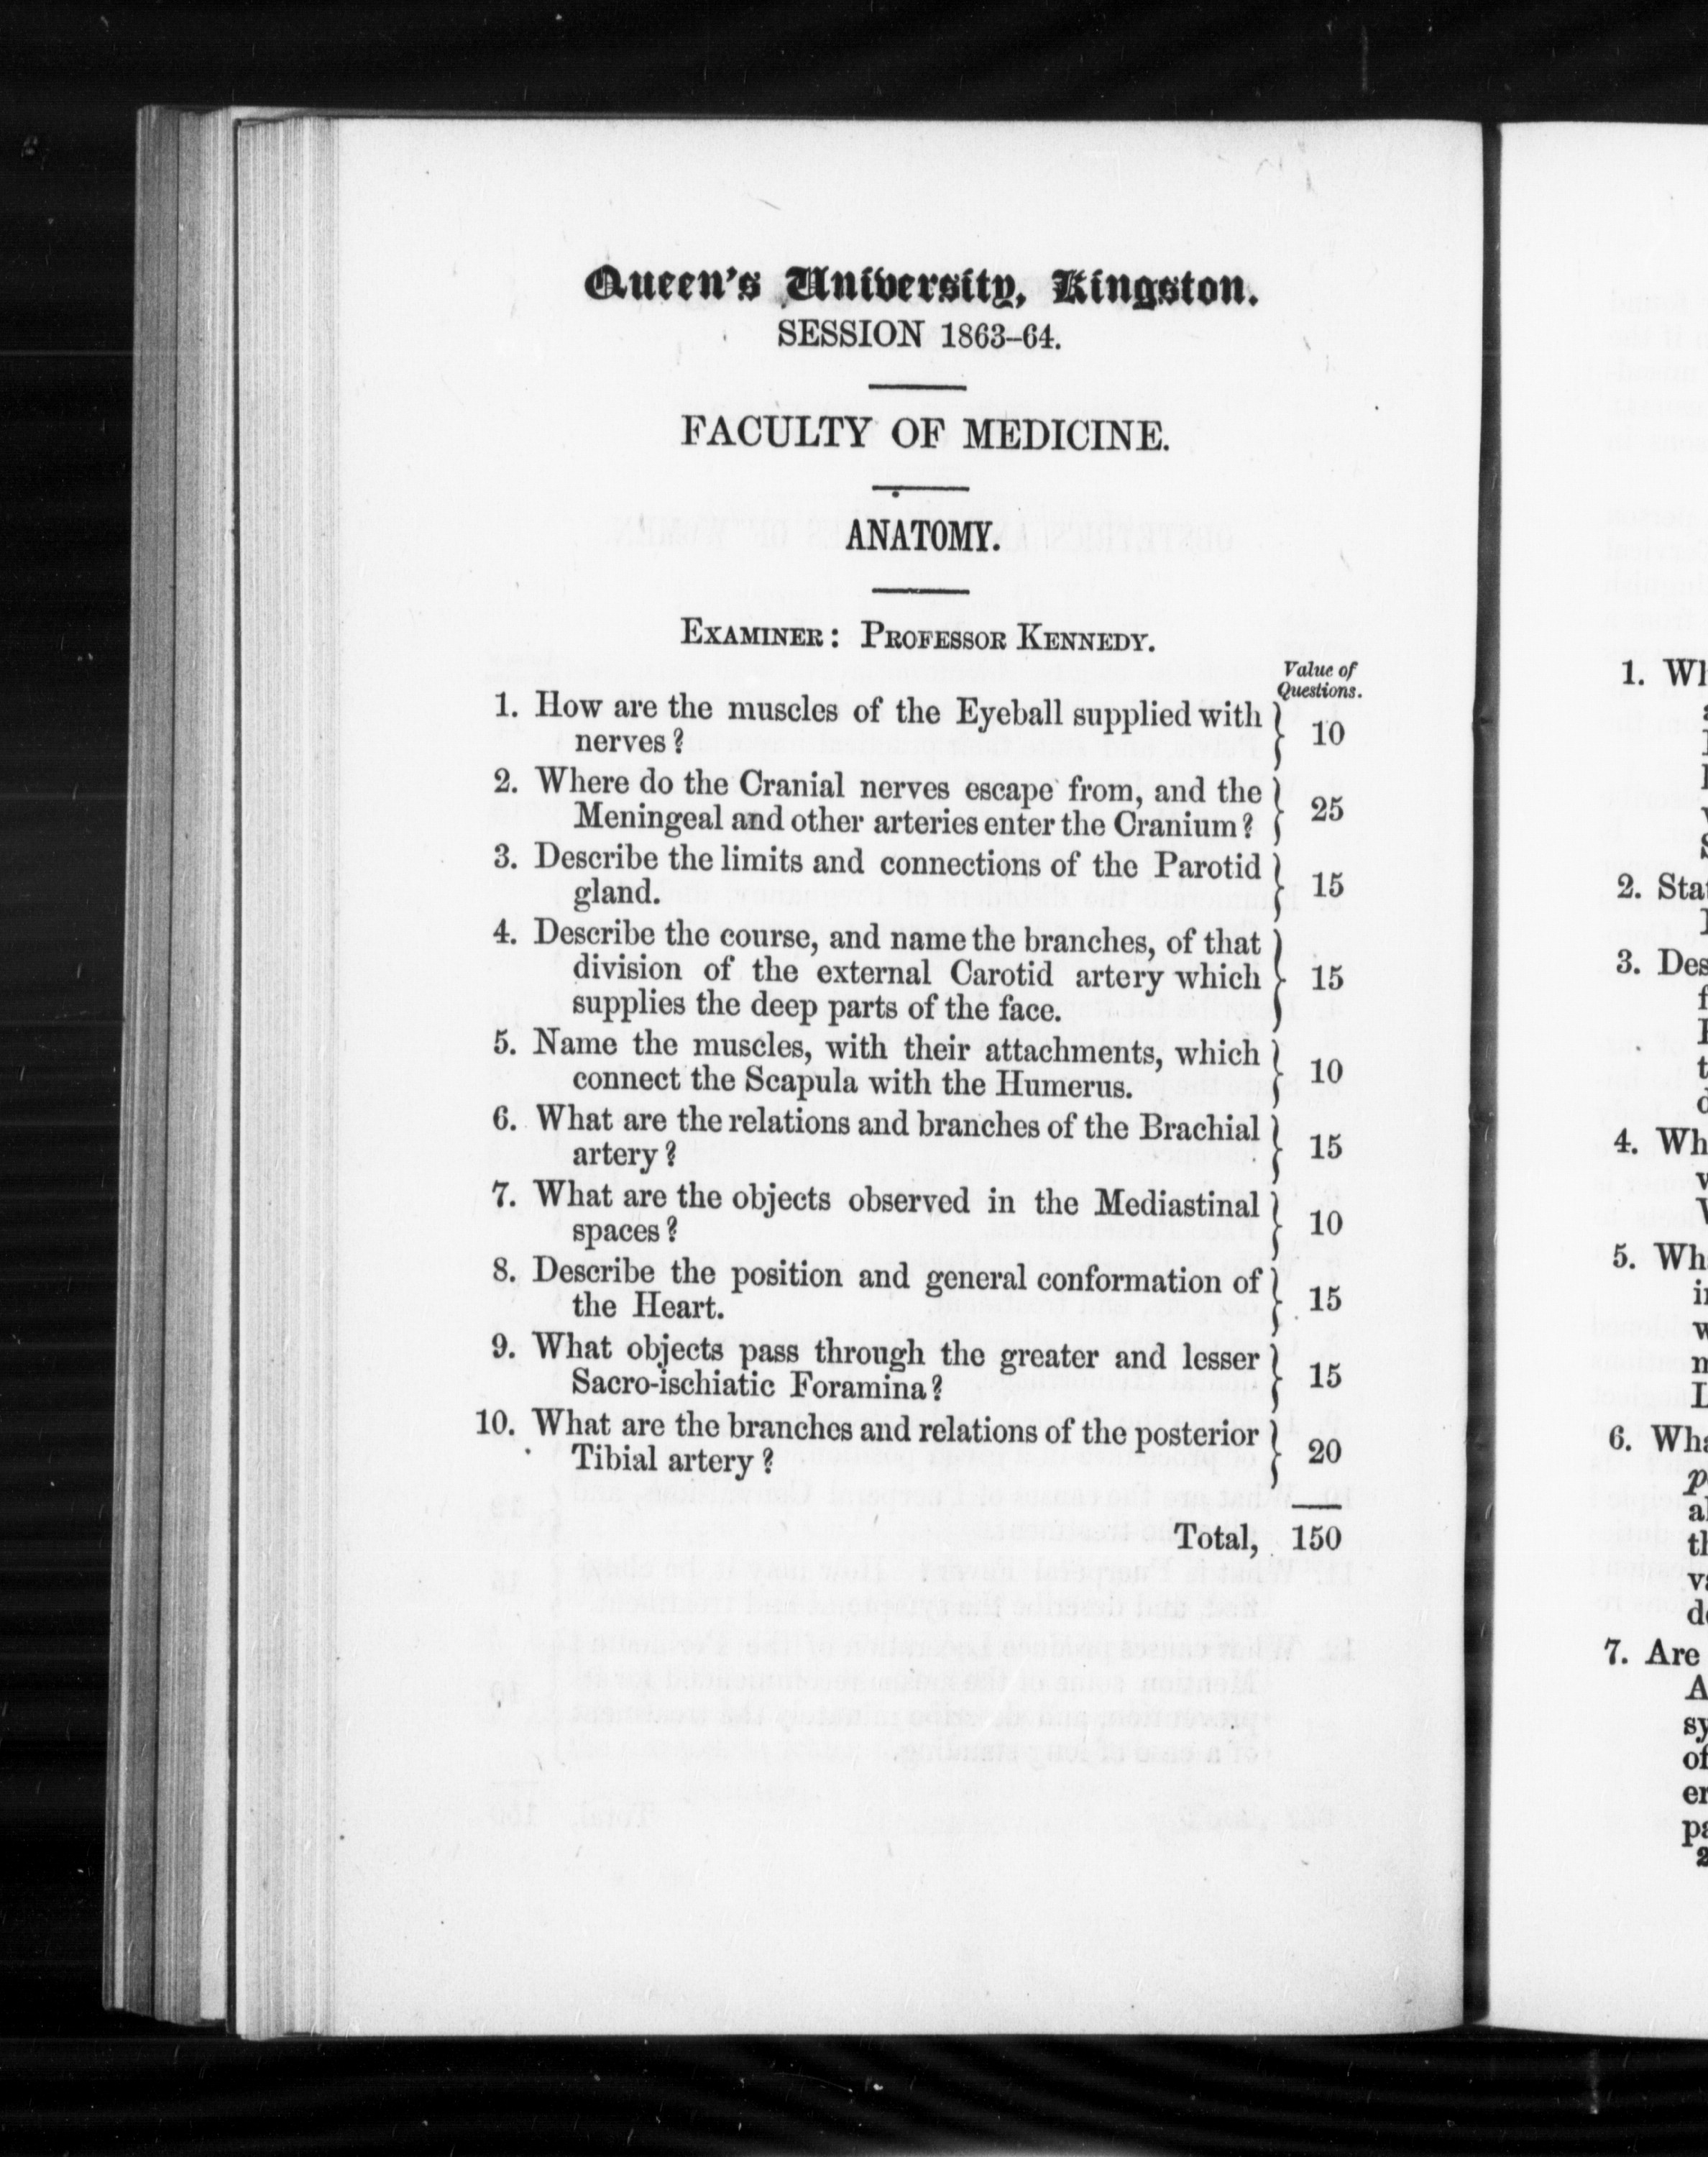 Queen's University, Kingston.
SESSION 1863-64.
FACULTY OF MEDICINE.
ANATOMY.
EXAMINER: PROFESSOR KENNEDY.
Value of
Questions.
1. How are the muscles of the Eyeball supplied with
nerves? 10
2. Where do the Cranial nerves escape from, and the
Meningeal and other arteries enter the Cranium? 25
3. Describe the limits and connections of the Parotid
gland. 15
4. Describe the course, and name the branches, of that
division of the external Carotid artery which 15
supplies the deep parts of the face.
5. Name the muscles, with their attachments, which
connect the Scapula with the Humerus. 10
6. What are the relations and branches of the Brachial
artery? 15
7. What are the objects observed in the Mediastinal
spaces? 10
8. Describe the position and general conformation of
the Heart. 15
9. What objects pass through the greater and lesser
Sacro-ischiatic Foramina? 15
10. What are the branches and relations of the posterior
Tibial artery? 20
Total, 150
1.
2.
3.
4.
5.
6.
7. Are